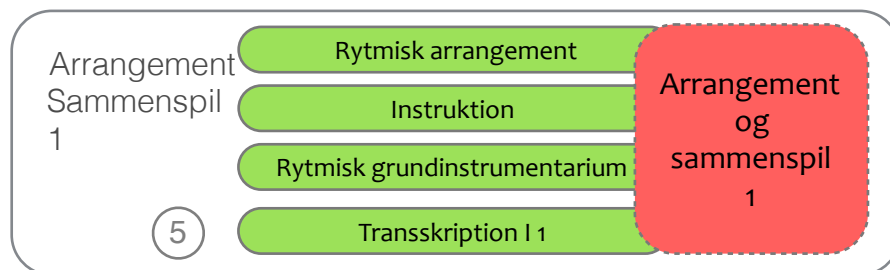 Arrangement
Sammenspil
1
5
Rytmisk arrangement
Instruktion
Rytmisk grundinstrumentarium
Transskription I 1
Arrangement
og
sammenspil
1